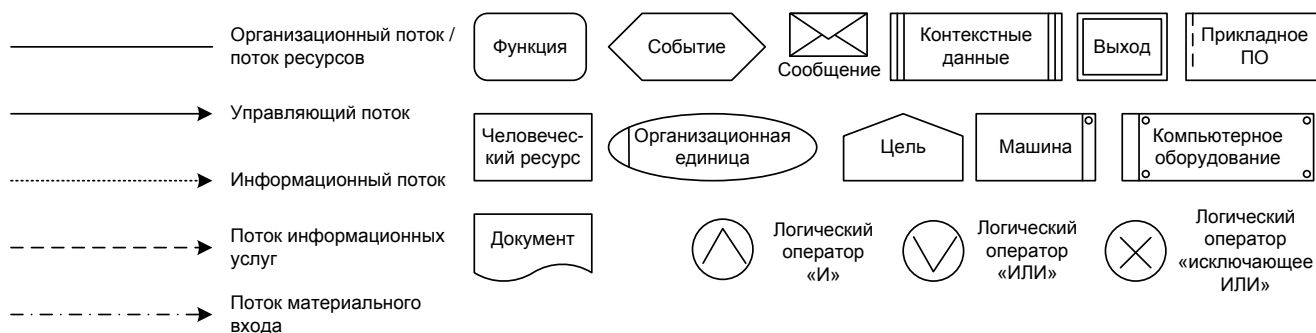 Организационный поток /
поток ресурсов
Управляющий поток
Информационный поток
Поток информационных
услуг
Поток материального
входа
Функция
Событие
Сообщение
Контекстные
данные
Выход
Прикладное
ПО
Человечес-
кий ресурс
Организационная
единица
Цель
Машина
Компьютерное
оборудование
Документ
Логический
оператор
«И»
Логический
оператор
«ИЛИ»
Логический
оператор
«исключающее
ИЛИ»